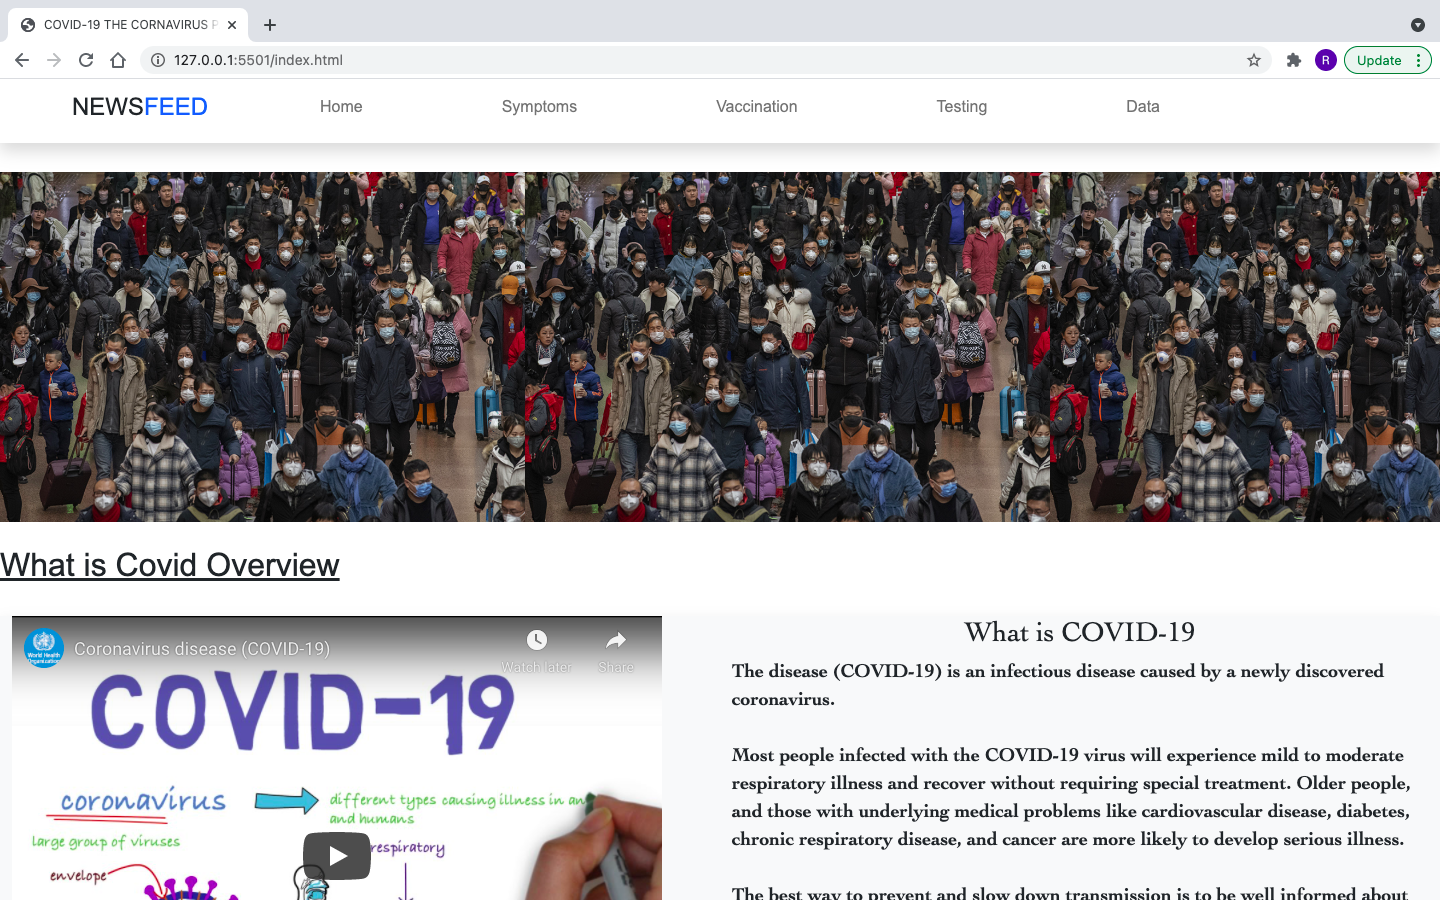 COVID-19 THE CORNAVIRUS P
127.0.0.1:5501/index.html
R
Update
NEWSFEED
Home
Symptoms
Vaccination
Testing
Data
What is Covid Overview
World Health
Organization
Coronavirus disease (COVID-19)
Watch later
Share
COVID-19
coronavirus
different types causing illness in an
and humans
large group of viruses
respiratory
envelope
What is COVID-19
The disease (COVID-19) is an infectious disease caused by a newly discovered
coronavirus.
Most people infected with the COVID-19 virus will experience mild to moderate
respiratory illness and recover without requiring special treatment. Older people,
and those with underlying medical problems like cardiovascular disease, diabetes,
chronic respiratory disease, and cancer are more likely to develop serious illness.
The best way to prevent and slow down transmission is to be well informed about